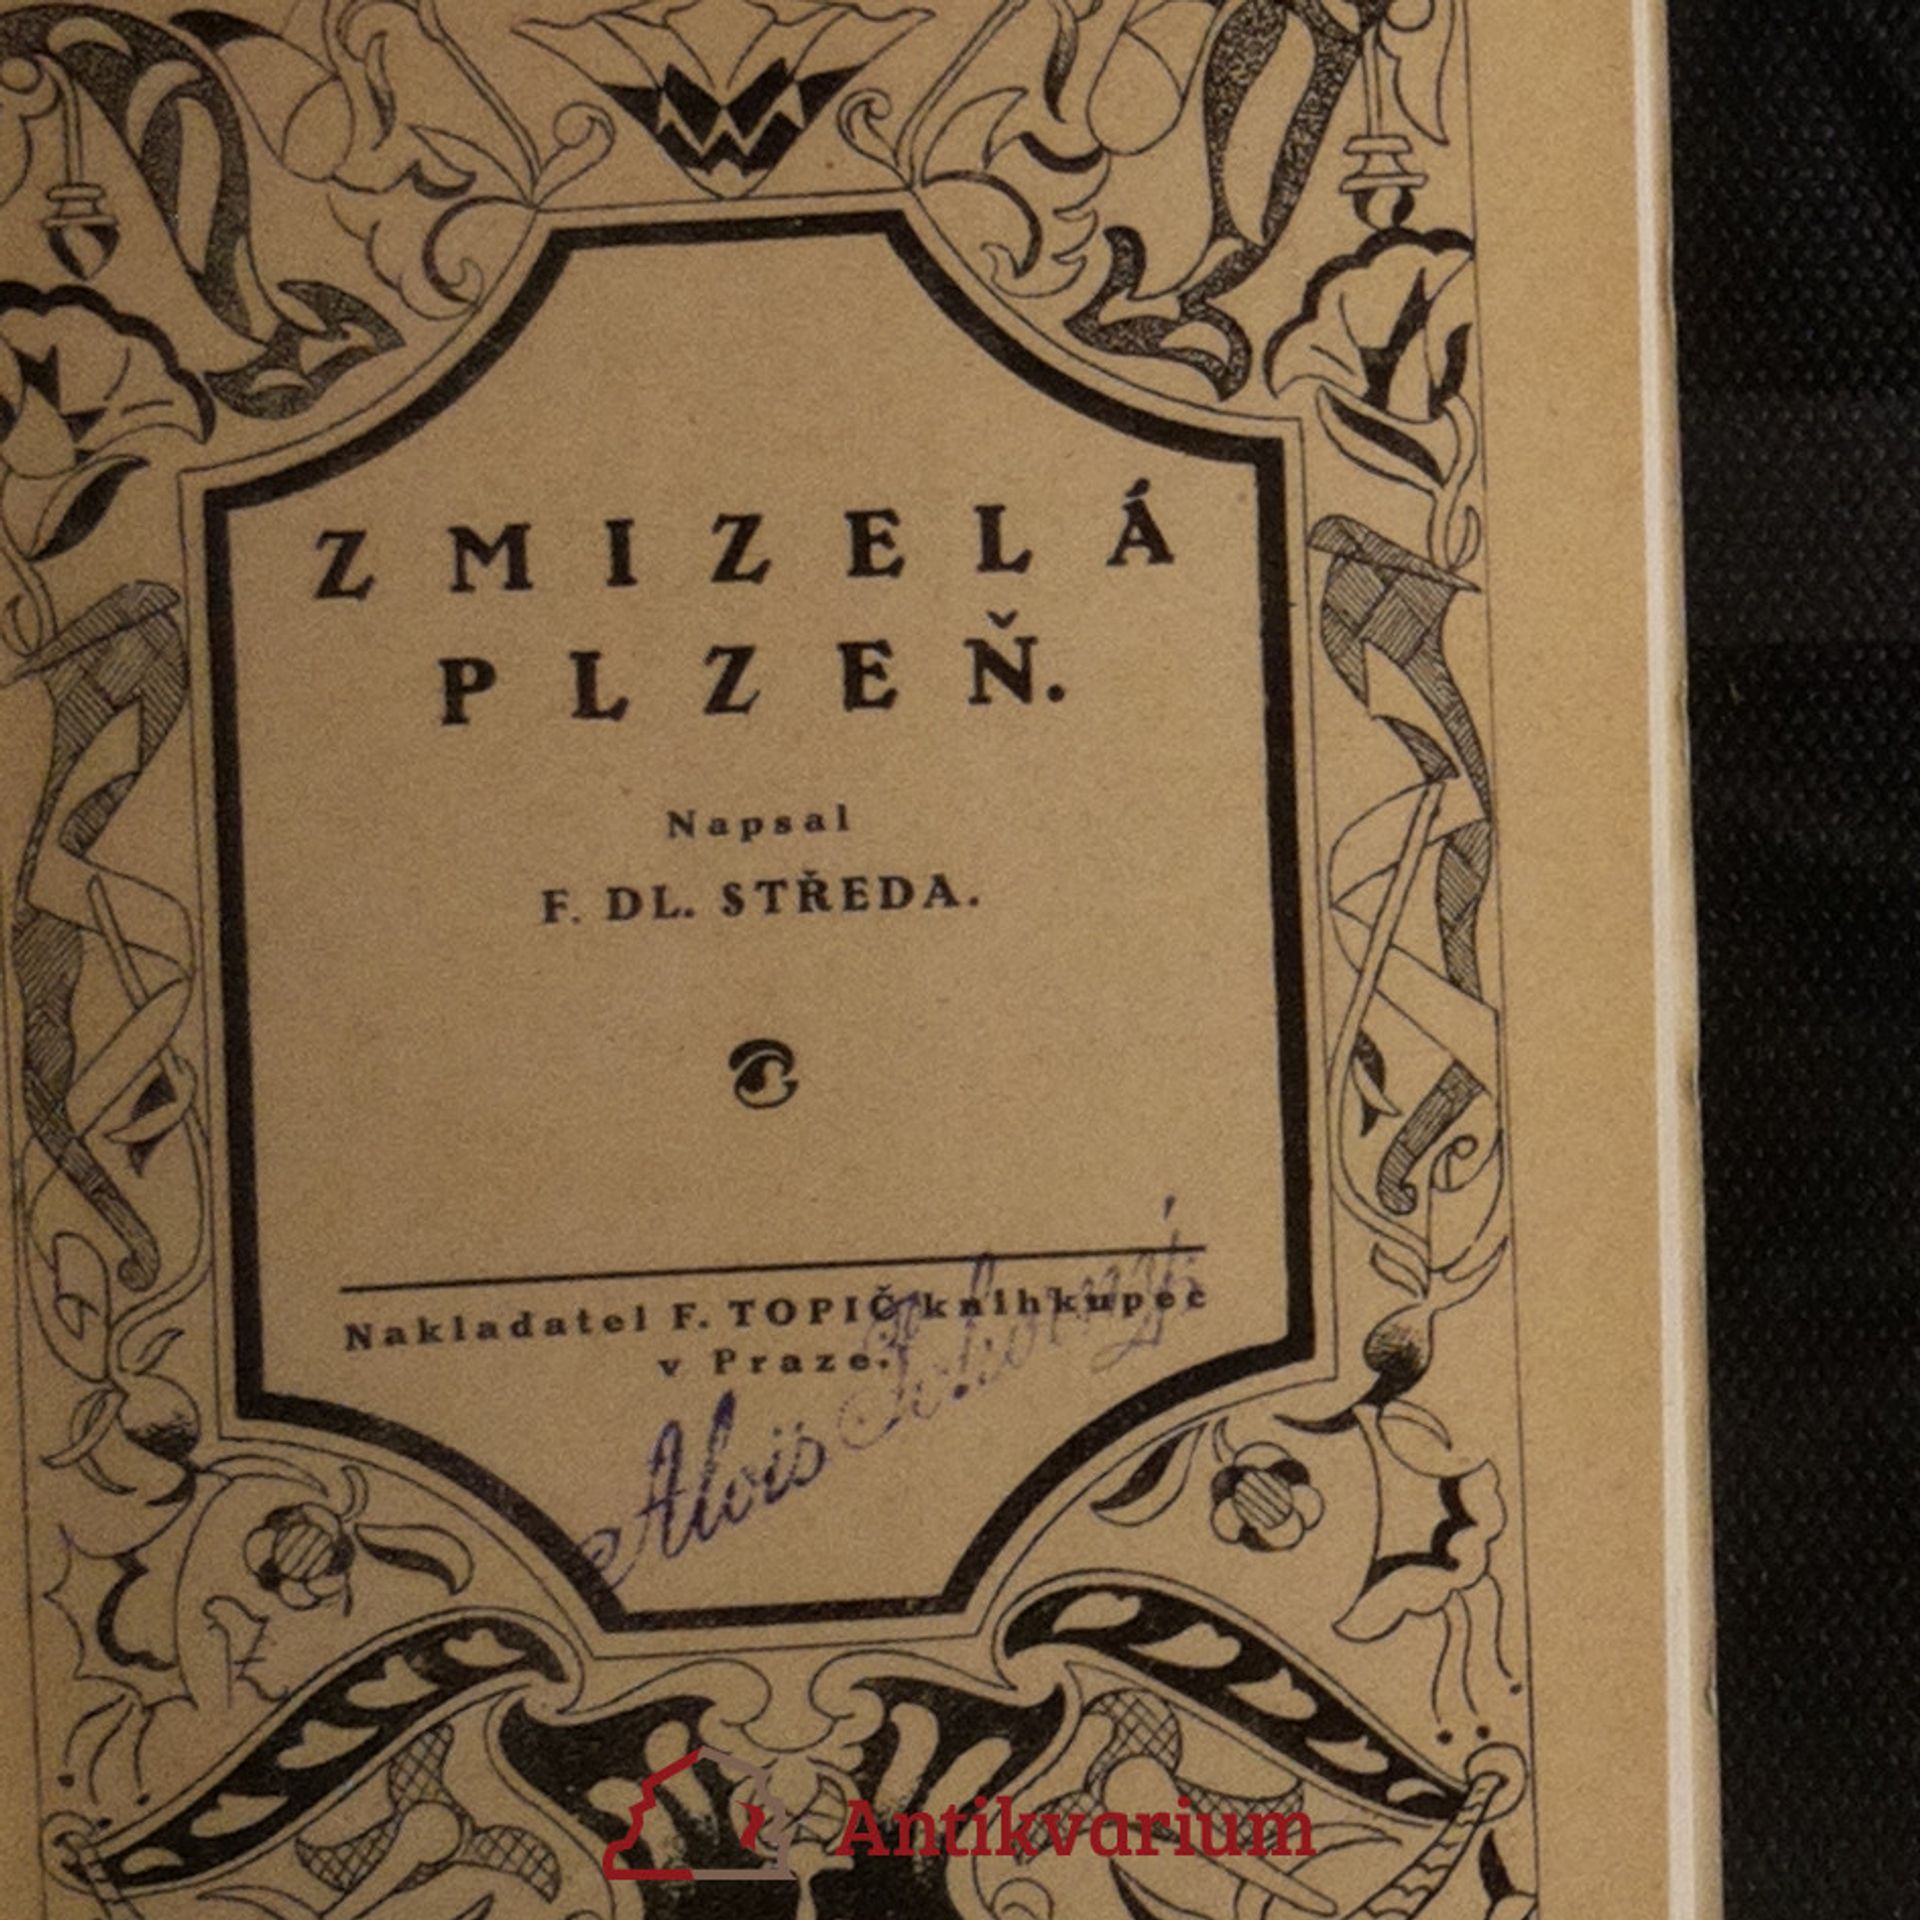 ZMIZELÁ
PLZEŇ.
Napsal
F. DL. STŘEDA.
Nakladatel F. TOPIČ knihkupec
v Praze.
Alois
Antikvarium